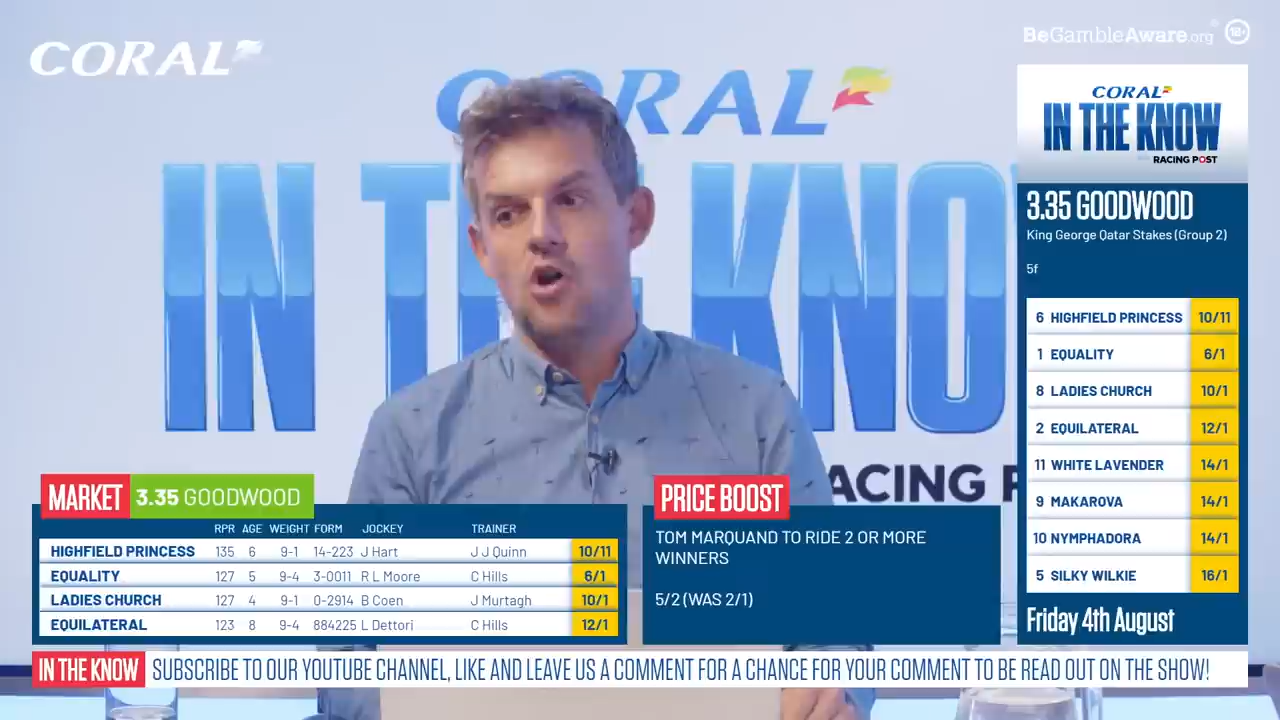 CORAL
BeGambleAware.org 18+
CORAL
IN THE KNOW
RACING POST
CORAL
IN THE KNO
RACING P
3.35 GOODWOOD
King George Qatar Stakes (Group 2)
5f
6 HIGHFIELD PRINCESS 10/11
1 EQUALITY 6/1
8 LADIES CHURCH 10/1
2 EQUILATERAL 12/1
11 WHITE LAVENDER 14/1
9 MAKAROVA 14/1
10 NYMPHADORA 14/1
5 SILKY WILKIE 16/1
Friday 4th August
MARKET 3.35 GOODWOOD
RPR AGE WEIGHT FORM JOCKEY TRAINER
HIGHFIELD PRINCESS 135 6 9-1 14-223 J Hart J J Quinn 10/11
EQUALITY 127 5 9-4 3-0011 R L Moore C Hills 6/1
LADIES CHURCH 127 4 9-1 0-2914 B Coen J Murtagh 10/1
EQUILATERAL 123 8 9-4 884225 L Dettori C Hills 12/1
PRICE BOOST
TOM MARQUAND TO RIDE 2 OR MORE
WINNERS
5/2 (WAS 2/1)
IN THE KNOW SUBSCRIBE TO OUR YOUTUBE CHANNEL, LIKE AND LEAVE US A COMMENT FOR A CHANCE FOR YOUR COMMENT TO BE READ OUT ON THE SHOW!